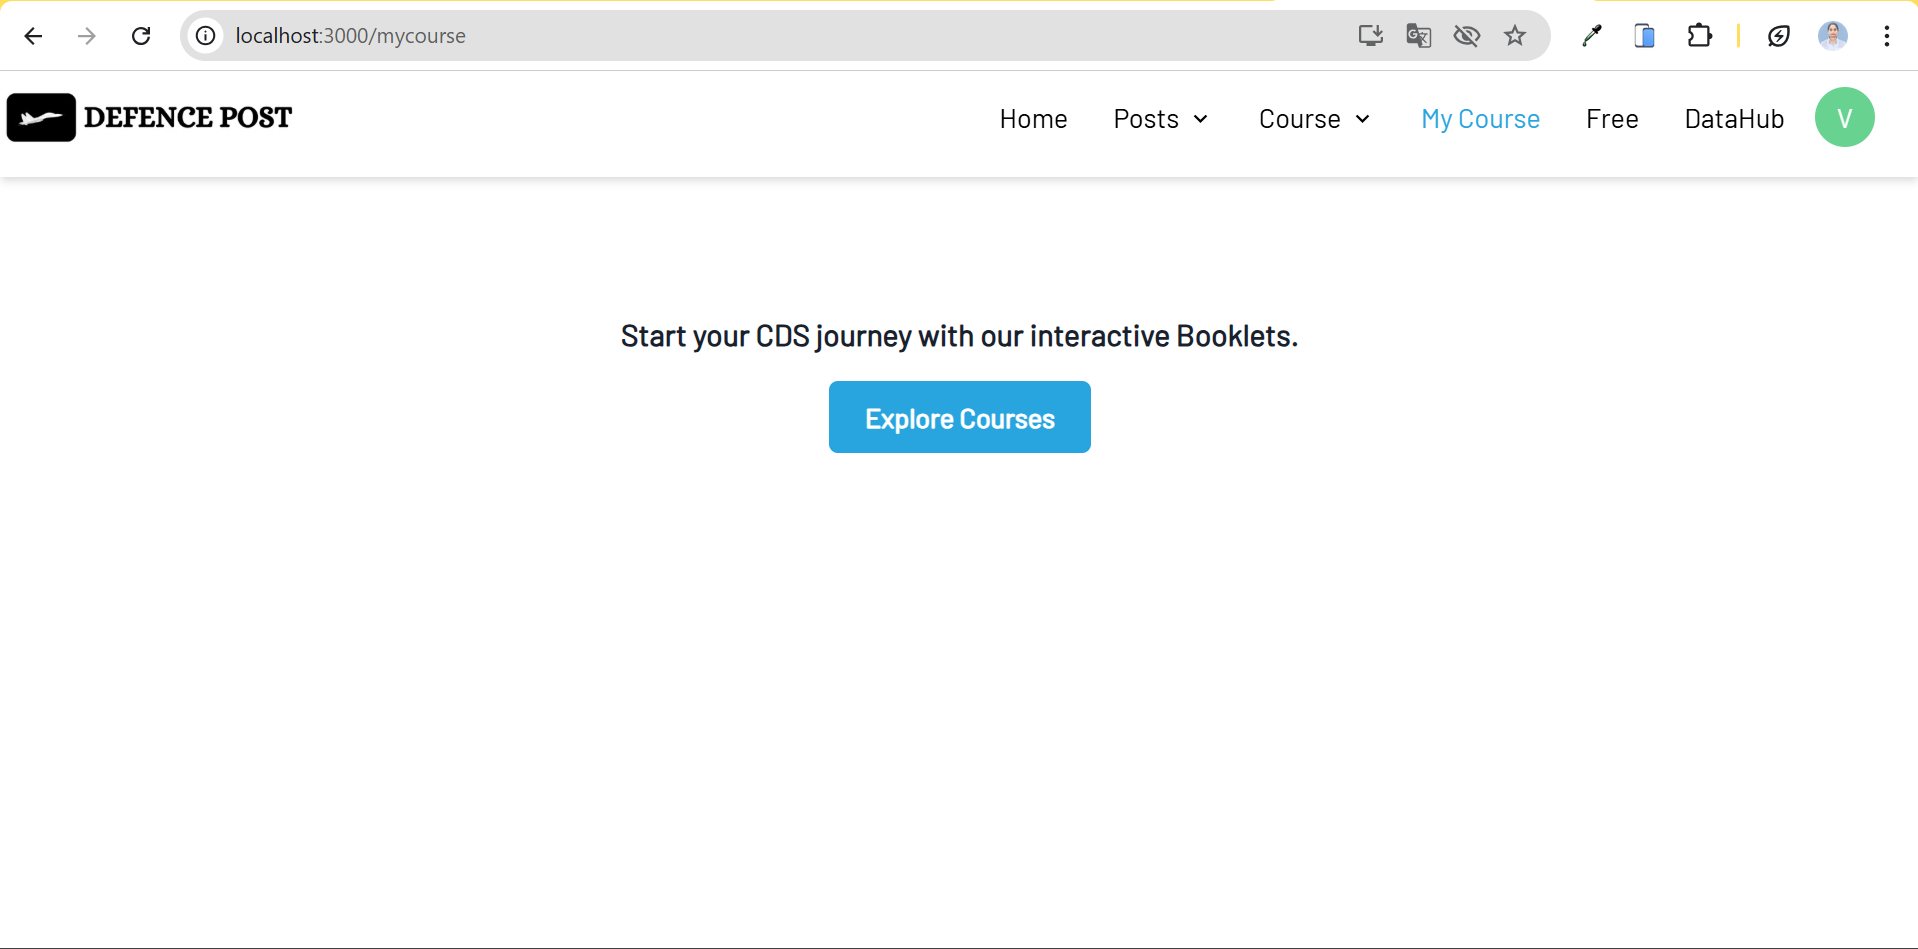 localhost:3000/mycourse
DEFENCE POST
Home Posts Course My Course Free DataHub V
Start your CDS journey with our interactive Booklets.
Explore Courses